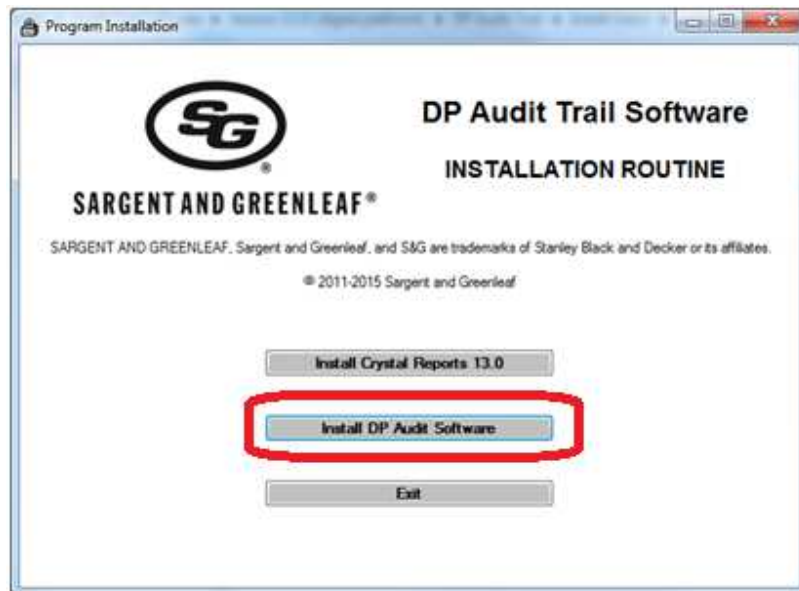 Program Installation
SG
®
SARGENT AND GREENLEAF®
DP Audit Trail Software
INSTALLATION ROUTINE
SARGENT AND GREENLEAF, Sargent and Greenleaf, and S&G are trademarks of Stanley Black and Decker or its affiliates.
© 2011-2015 Sargent and Greenleaf
Install Crystal Reports 13.0
Install DP Audit Software
Exit